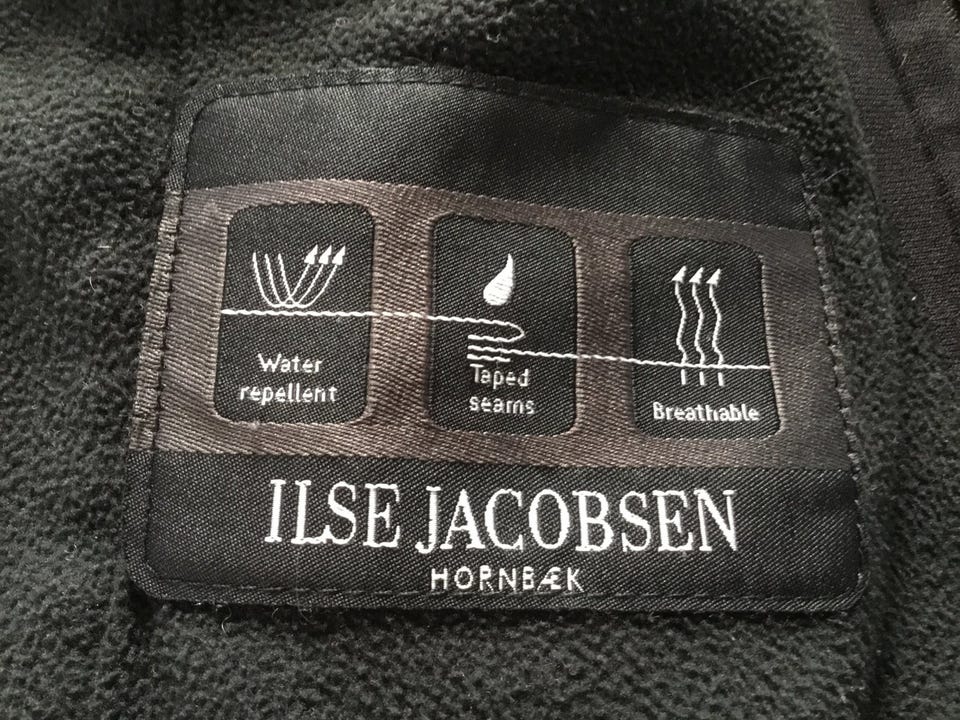 Water
repellent
Taped
seams
Breathable
ILSE JACOBSEN
HORNBÆK